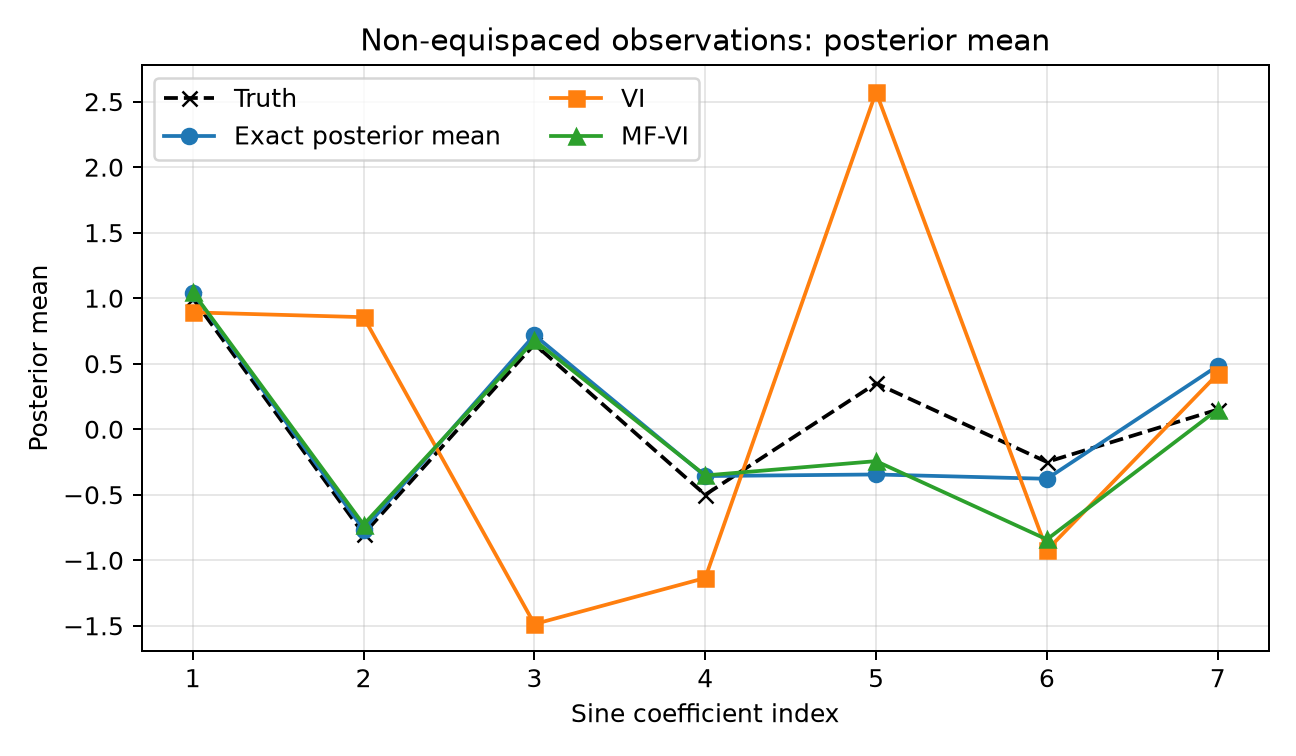 Non-equispaced observations: posterior mean
Truth
Exact posterior mean
VI
MF-VI
Posterior mean
2.5
2.0
1.5
1.0
0.5
0.0
−0.5
−1.0
−1.5
1 2 3 4 5 6 7
Sine coefficient index